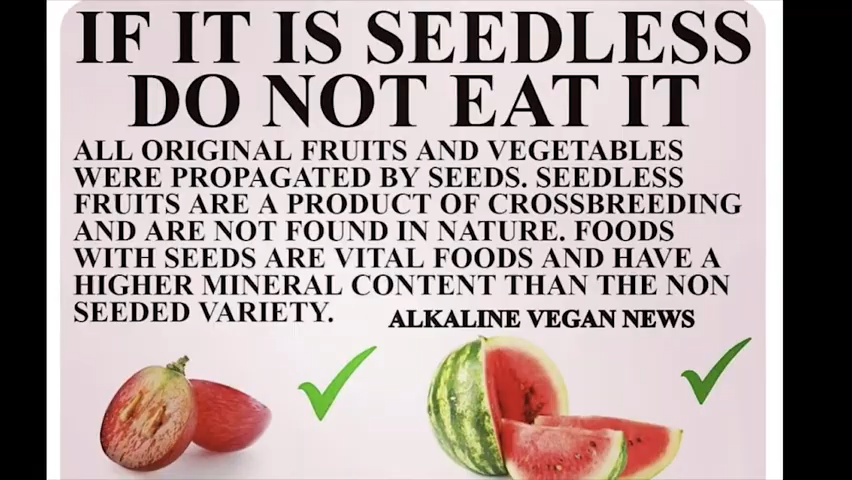 IF IT IS SEEDLESS
DO NOT EAT IT
ALL ORIGINAL FRUITS AND VEGETABLES
WERE PROPAGATED BY SEEDS. SEEDLESS
FRUITS ARE A PRODUCT OF CROSSBREEDING
AND ARE NOT FOUND IN NATURE. FOODS
WITH SEEDS ARE VITAL FOODS AND HAVE A
HIGHER MINERAL CONTENT THAN THE NON
SEEDED VARIETY.
ALKALINE VEGAN NEWS